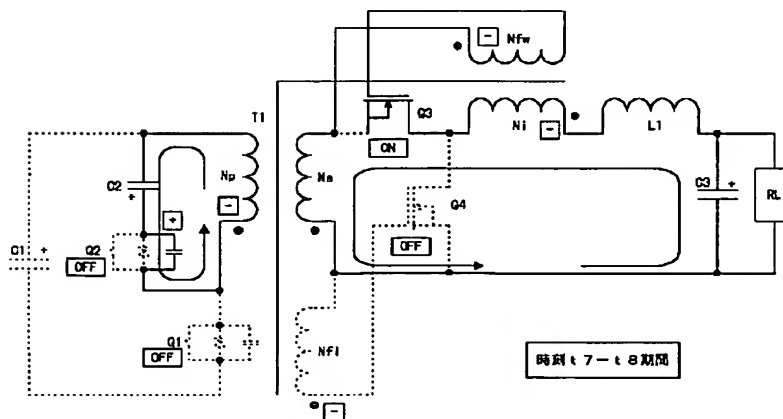 Nfw
-
T1
Q3
ON
Ni
-
L1
C2
+
Np
-
Ns
+
C1
+
Q2
OFF
Q4
OFF
C3
+
RL
Q1
OFF
Nf1
-
時刻t7-t8期間